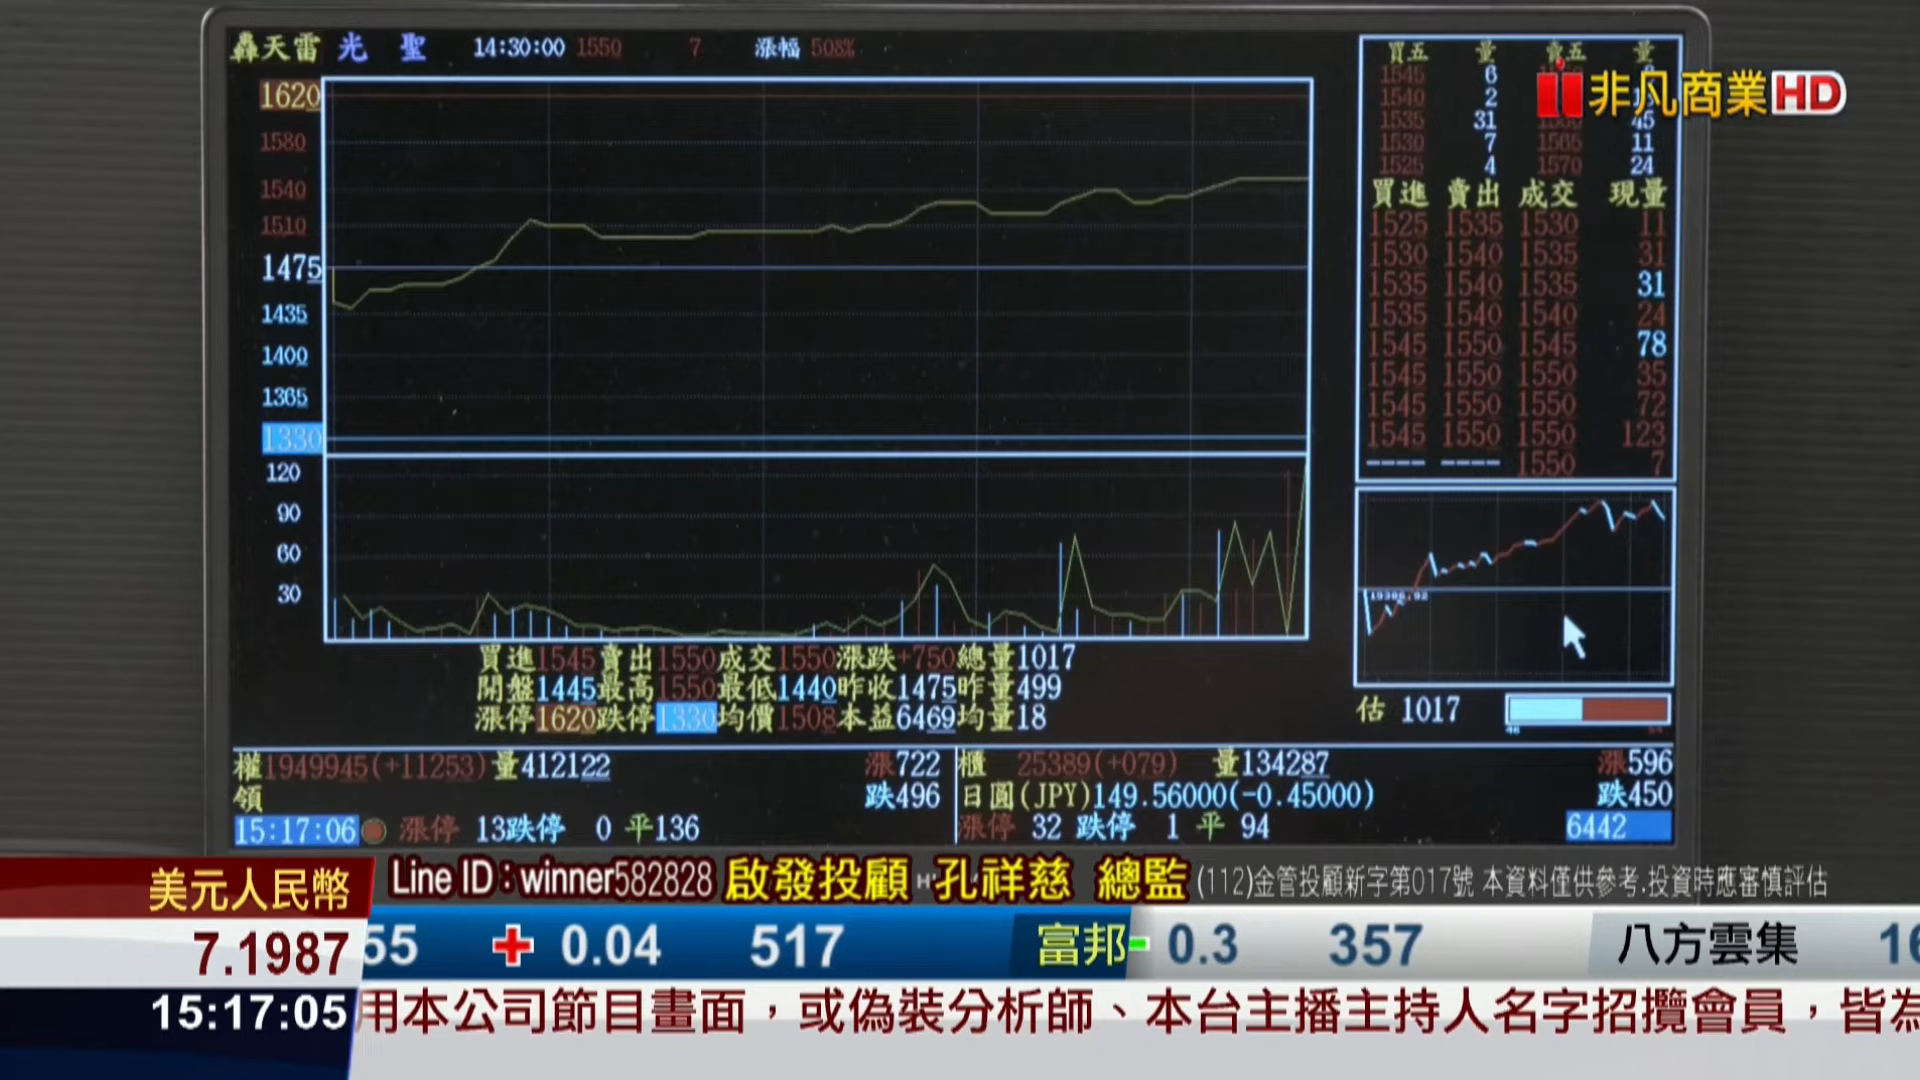 轟天雷 光 聖 14:30:00 1550 7 漲幅 508%
非凡商業HD
1620
1580
1540
1510
1475
1435
1400
1365
1330
120
90
60
30
買五 量 賣五 量
1545 6
1540 2
1535 31 45
1530 7 1565 11
1525 4 1570 24
買進 賣出 成交 現量
1525 1535 1530 11
1530 1540 1535 31
1535 1540 1535 31
1535 1540 1540 24
1545 1550 1545 78
1545 1550 1550 35
1545 1550 1550 72
1545 1550 1550 123
---- ---- 1550 7
估 1017
買進1545賣出1550成交1550漲跌+750總量1017
開盤1445最高1550最低1440昨收1475昨量499
漲停1620跌停1330均價1508本益6469均量18
權1949945(+11253)量412122 漲722
領 跌496
15:17:06 漲停 13跌停 0 平136
櫃 25389(+079) 量134287 漲596
日圓(JPY)149.56000(-0.45000) 跌450
漲停 32 跌停 1 平 94 6442
Line ID:winner582828 啟發投顧 孔祥慈 總監 (112)金管投顧新字第017號 本資料僅供參考.投資時應審慎評估
美元人民幣
7.1987
55 + 0.04 517 富邦 - 0.3 357 八方雲集 16
15:17:05
用本公司節目畫面，或偽裝分析師、本台主播主持人名字招攬會員，皆為